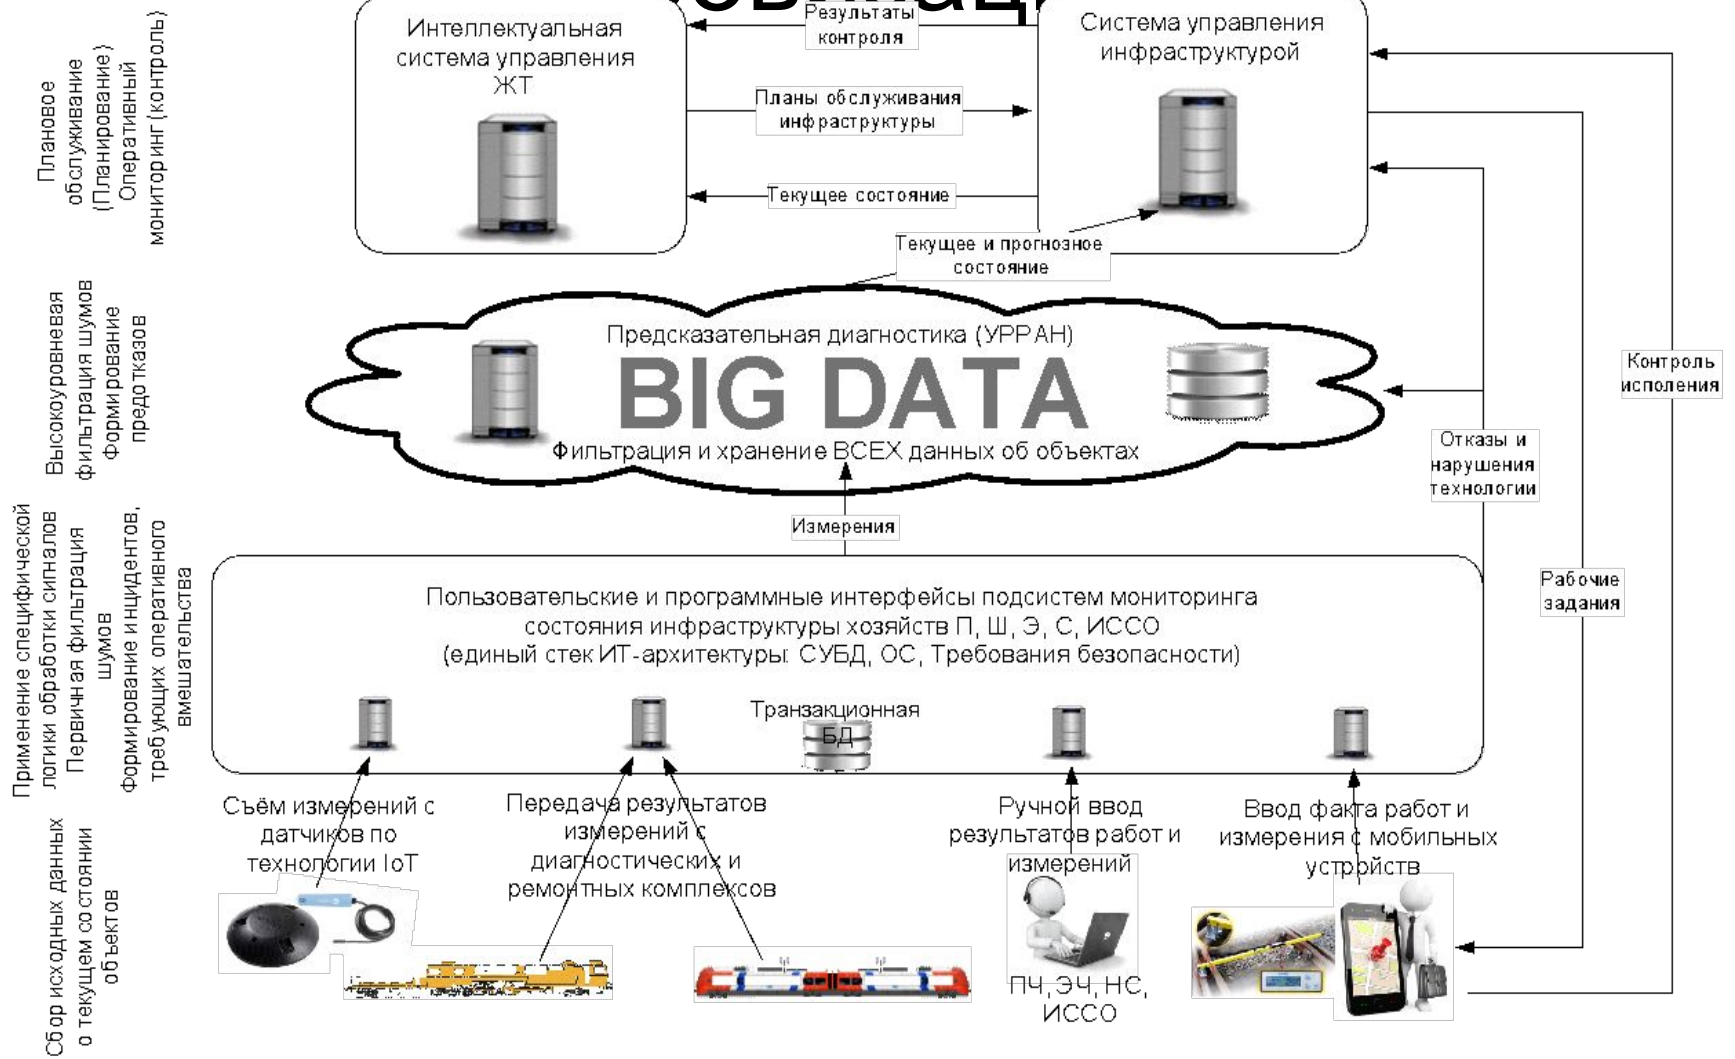 Плановое
обслуживание
(Планирование)
Оперативный
мониторинг (контроль)
Интеллектуальная
система управления
ЖТ
Результаты
контроля
Планы обслуживания
инфраструктуры
Текущее состояние
Система управления
инфраструктурой
Текущее и прогнозное
состояние
Высокоуровневая
фильтрация шумов
Формирование
предотказов
Предсказательная диагностика (УРРАН)
BIG DATA
Фильтрация и хранение ВСЕХ данных об объектах
Контроль
исполения
Отказы и
нарушения
технологии
Рабочие
задания
Измерения
Применение специфической
логики обработки сигналов
Первичная фильтрация
шумов
Формирование инцидентов,
требующих оперативного
вмешательства
Пользовательские и программные интерфейсы подсистем мониторинга
состояния инфраструктуры хозяйств П, Ш, Э, С, ИССО
(единый стек ИТ-архитектуры: СУБД, ОС, Требования безопасности)
Транзакционная
БД
Сбор исходных данных
о текущем состоянии
объектов
Съём измерений с
датчиков по
технологии IoT
Передача результатов
измерений с
диагностических и
ремонтных комплексов
Ручной ввод
результатов работ и
измерений
ПЧ, ЭЧ, НС,
ИССО
Ввод факта работ и
измерения с мобильных
устройств